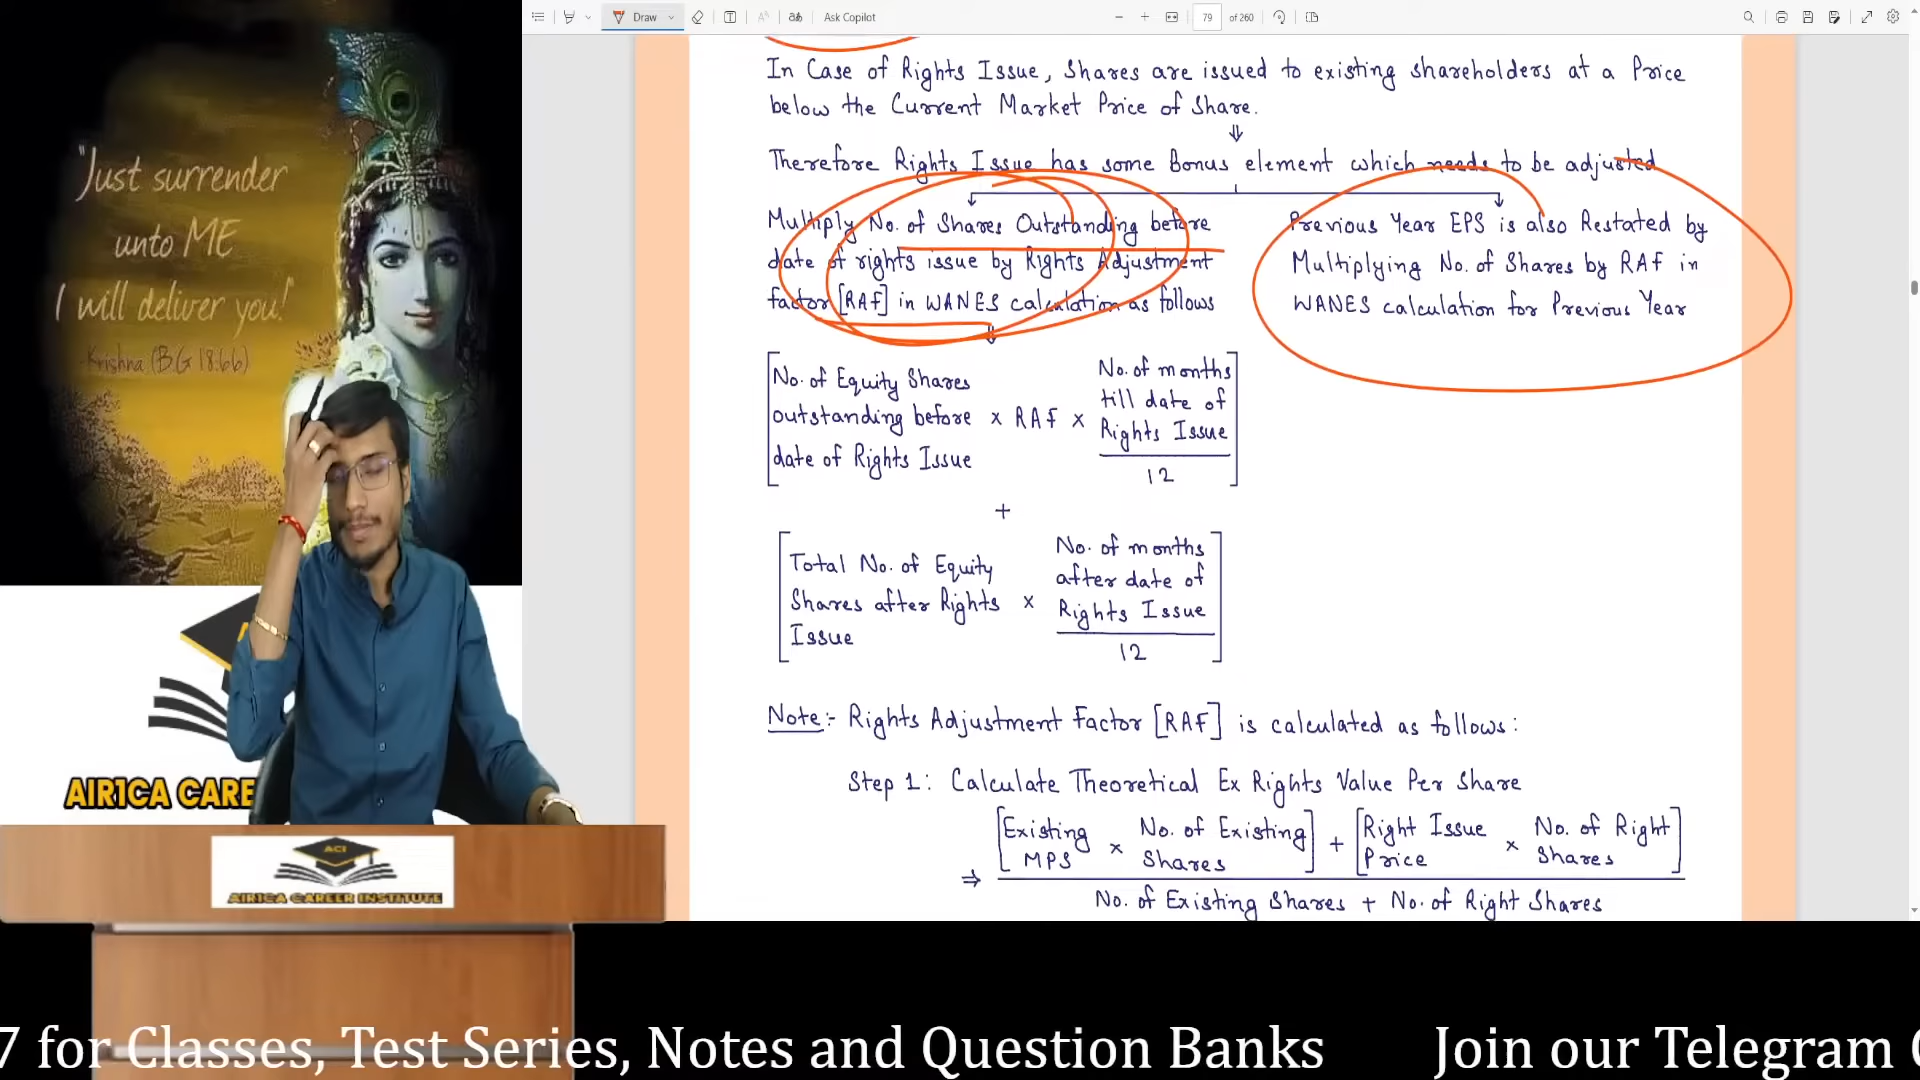 "Just surrender
unto ME
I will deliver you!"
- Krishna (B.G 18.66)
AIR1CA CARE
ACI
AIR1CA CAREER INSTITUTE
Draw
Ask Copilot
79 of 260
In Case of Rights Issue, Shares are issued to existing shareholders at a Price
below the Current Market Price of Share.
⇓
Therefore Rights Issue has some Bonus element which needs to be adjusted
Multiply No. of Shares Outstanding before
date of rights issue by Rights Adjustment
factor [RAF] in WANES calculation as follows
Previous Year EPS is also Restated by
Multiplying No. of Shares by RAF in
WANES calculation for Previous Year
[No. of Equity Shares
outstanding before
date of Rights Issue
× RAF ×
No. of months
till date of
Rights Issue
12]
+
[Total No. of Equity
Shares after Rights
Issue
×
No. of months
after date of
Rights Issue
12]
Note:- Rights Adjustment Factor [RAF] is calculated as follows:
Step 1: Calculate Theoretical Ex Rights Value Per Share
⇒ [Existing MPS × No. of Existing Shares] + [Right Issue Price × No. of Right Shares]
No. of Existing Shares + No. of Right Shares
7 for Classes, Test Series, Notes and Question Banks
Join our Telegram